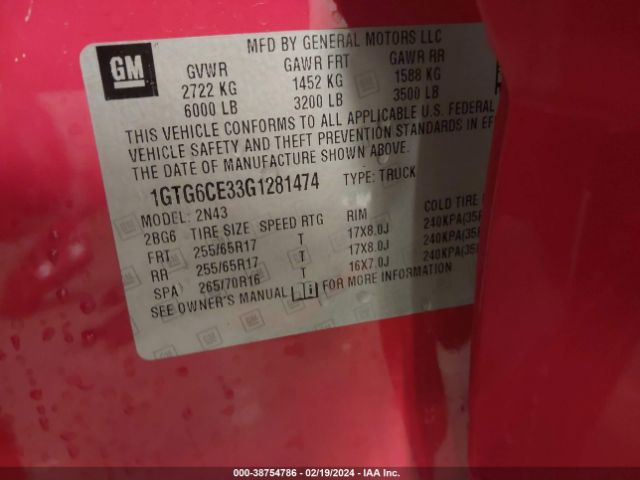 GM
MFD BY GENERAL MOTORS LLC
GVWR GAWR FRT GAWR RR
2722 KG 1452 KG 1588 KG
6000 LB 3200 LB 3500 LB
THIS VEHICLE CONFORMS TO ALL APPLICABLE U.S. FEDERAL
VEHICLE SAFETY AND THEFT PREVENTION STANDARDS IN EF
THE DATE OF MANUFACTURE SHOWN ABOVE.
1GTG6CE33G1281474 TYPE: TRUCK
MODEL: 2N43
2BG6 TIRE SIZE SPEED RTG RIM COLD TIRE
FRT 255/65R17 T 17X8.0J 240KPA(35
RR 255/65R17 T 17X8.0J 240KPA(35
SPA 265/70R16 T 16X7.0J 240KPA(35
SEE OWNER'S MANUAL FOR MORE INFORMATION
000-38754786 - 02/19/2024 - IAA Inc.